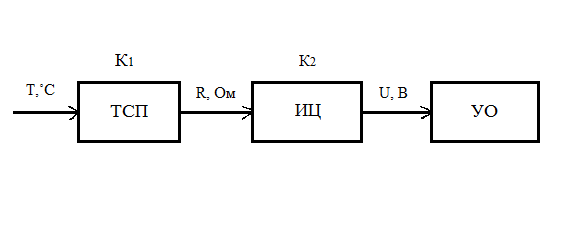 К1
К2
T,˚C
R, Ом
U, В
ТСП
ИЦ
УО